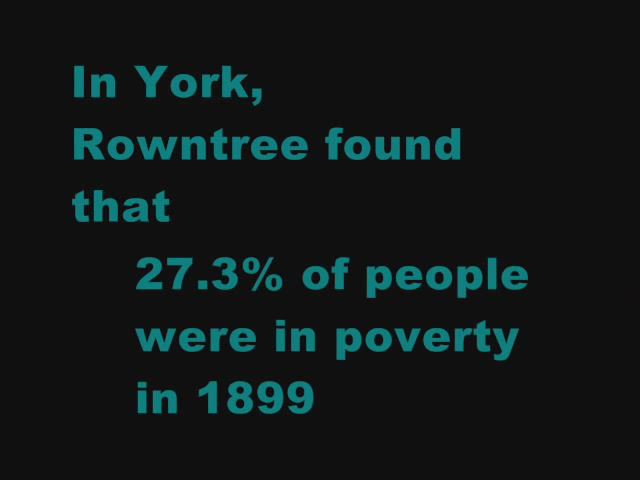 In York,
Rowntree found
that
27.3% of people
were in poverty
in 1899